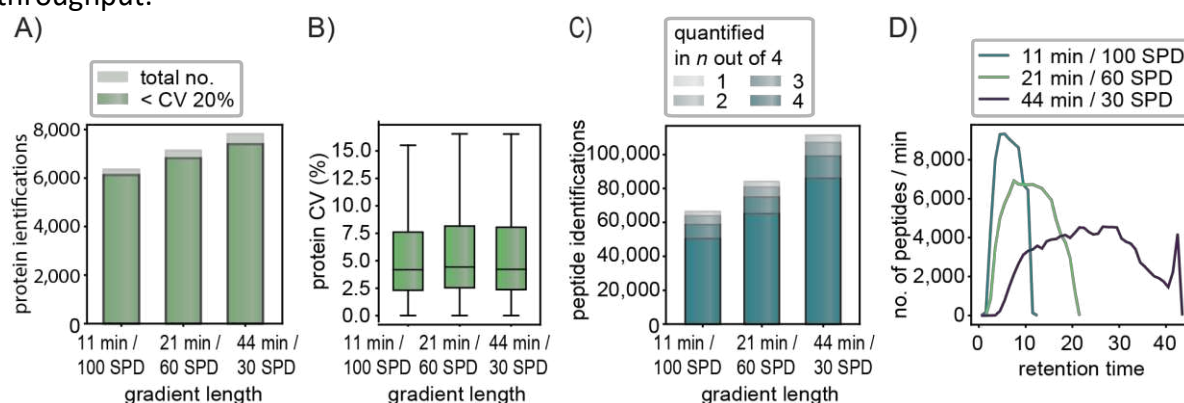 throughput.
A)
total no.
< CV 20%
protein ientifications
8,000
6,000
4,000
2,000
0
11 min / 100 SPD
21 min / 60 SPD
44 min / 30 SPD
gradient length
B)
protein CV (%)
15.0
12.5
10.0
7.5
5.0
2.5
0.0
11 min / 100 SPD
21 min / 60 SPD
44 min / 30 SPD
gradient length
C)
quantified
in n out of 4
1 3
2 4
peptide identifications
100,000
80,000
60,000
40,000
20,000
0
11 min / 100 SPD
21 min / 60 SPD
44 min / 30 SPD
gradient length
D)
11 min / 100 SPD
21 min / 60 SPD
44 min / 30 SPD
no. of peptides / min
8,000
6,000
4,000
2,000
0
0 10 20 30 40
retention time